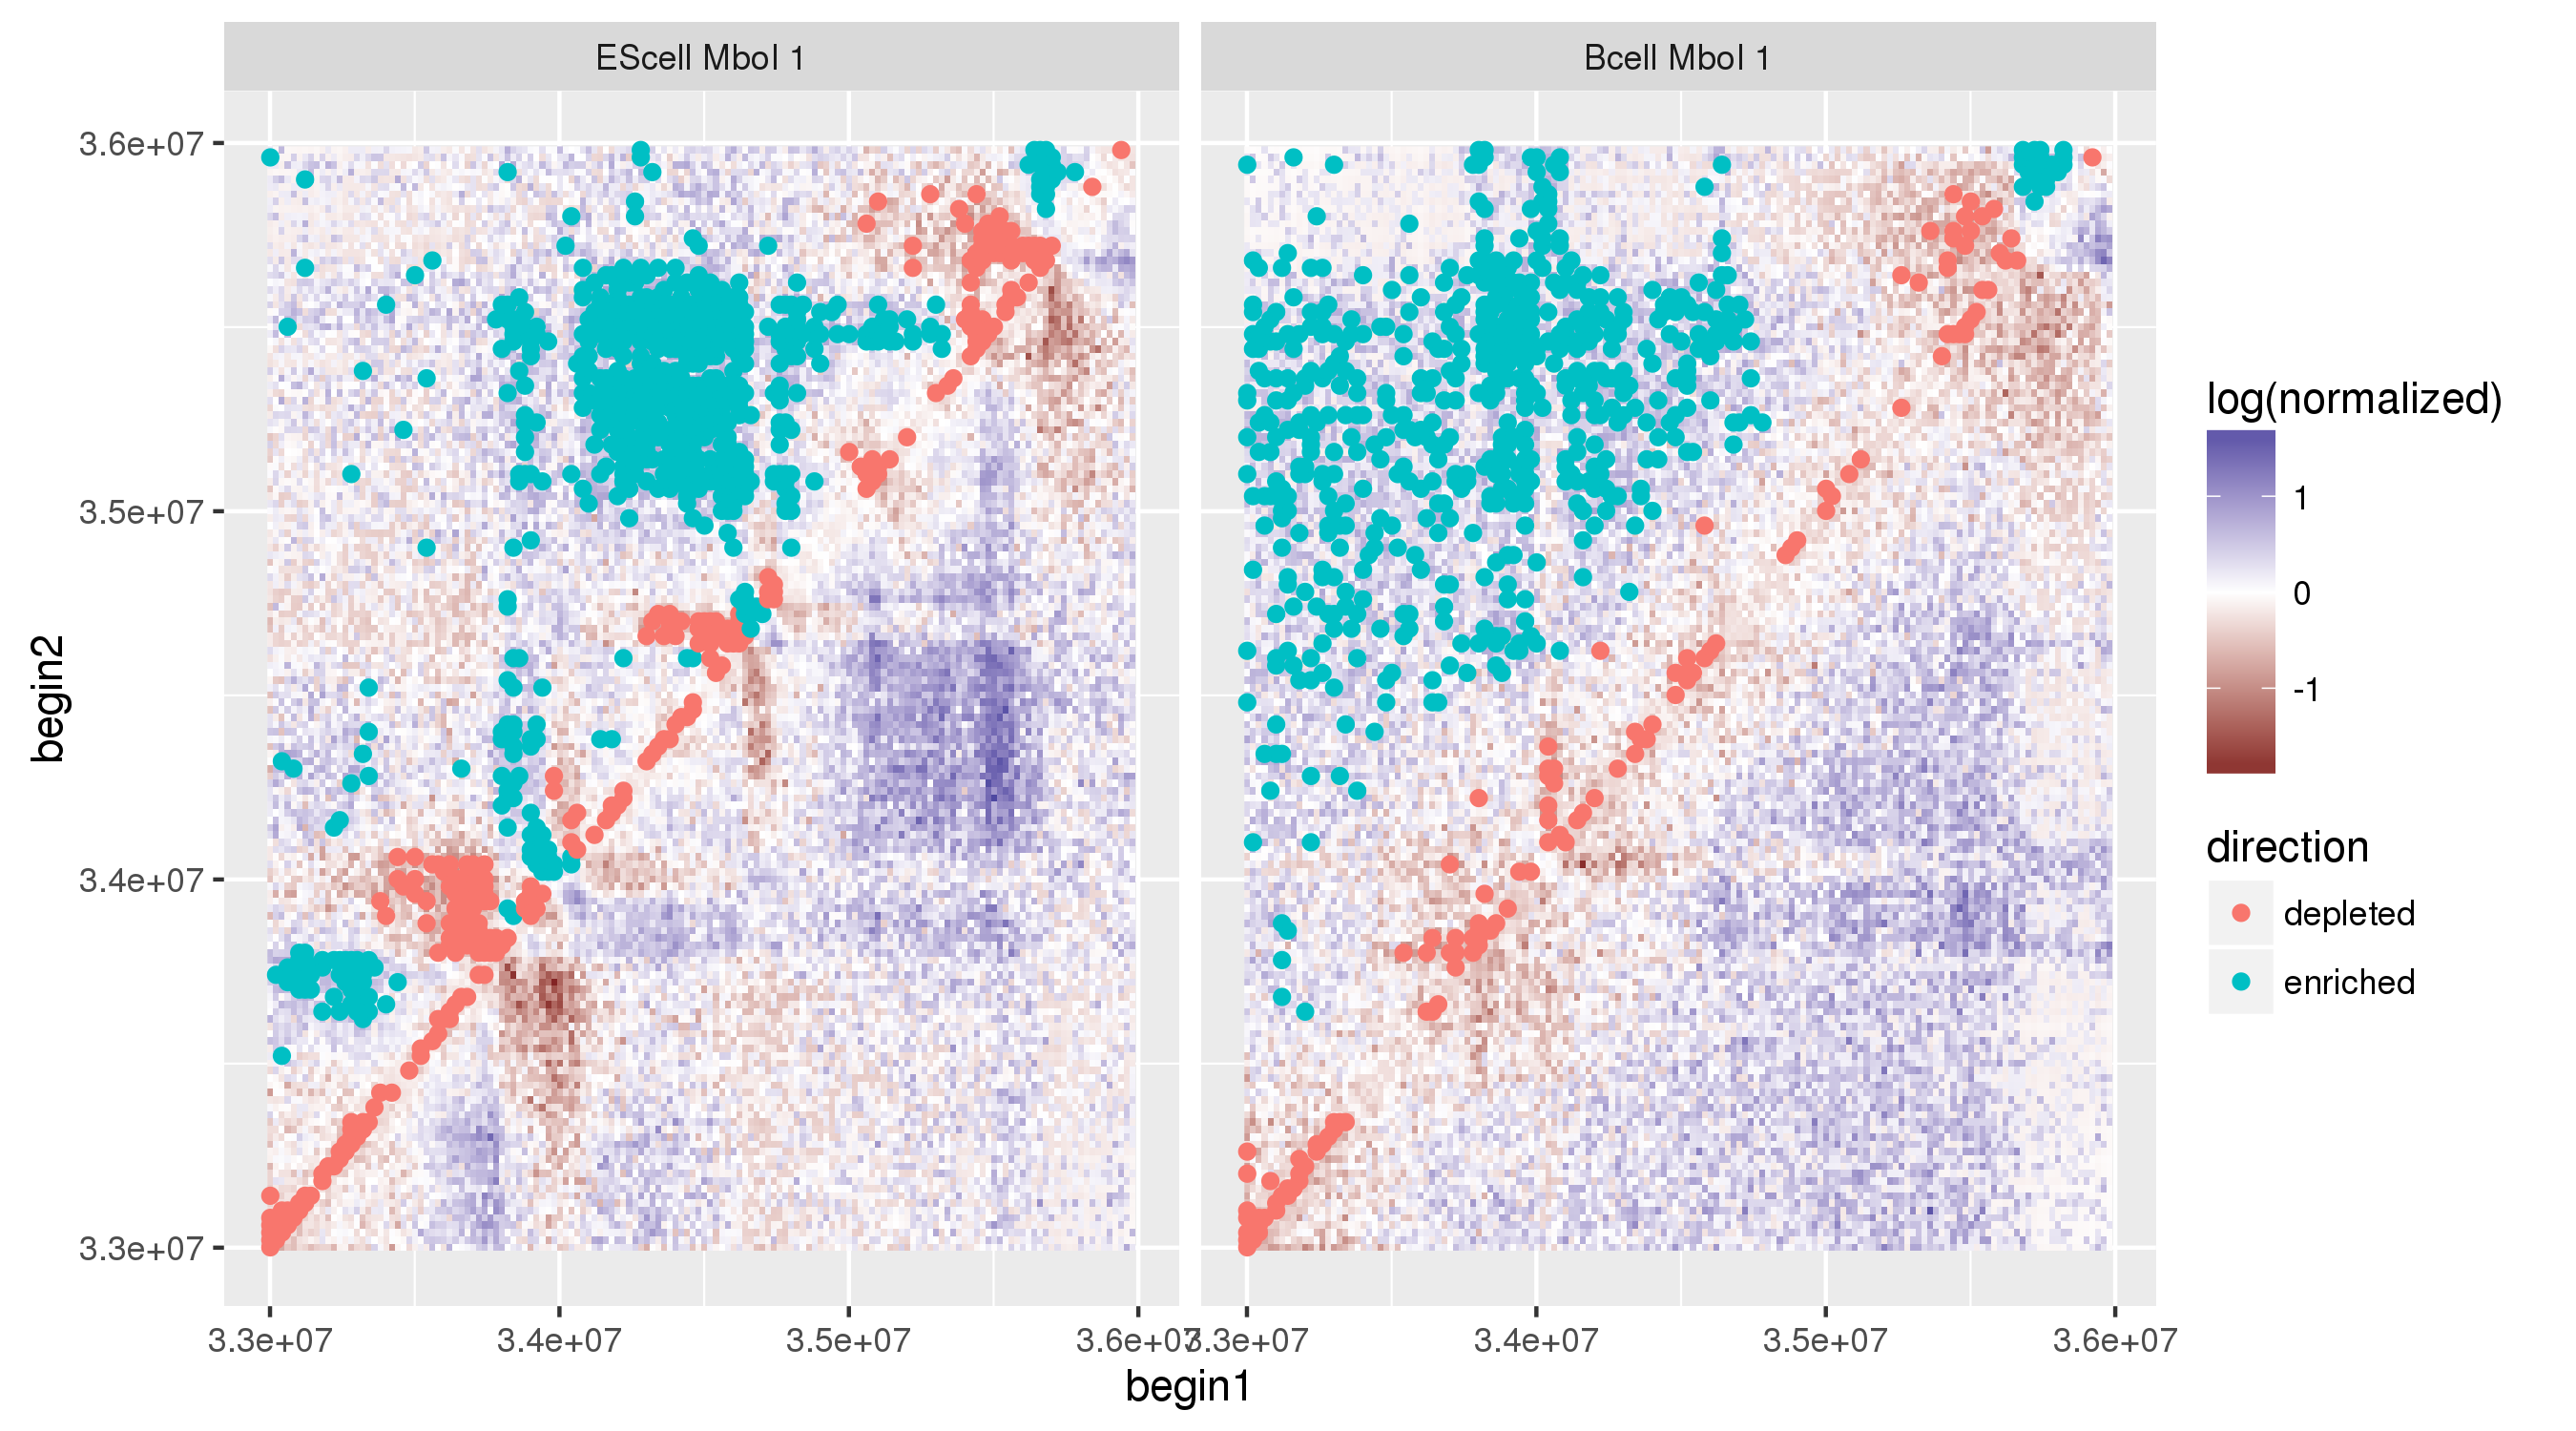 EScell MboI 1
Bcell MboI 1
3.6e+07
3.5e+07
3.4e+07
3.3e+07
begin2
3.3e+07
3.4e+07
3.5e+07
3.6e+07
3.3e+07
3.4e+07
3.5e+07
3.6e+07
begin1
log(normalized)
1
0
-1
direction
depleted
enriched